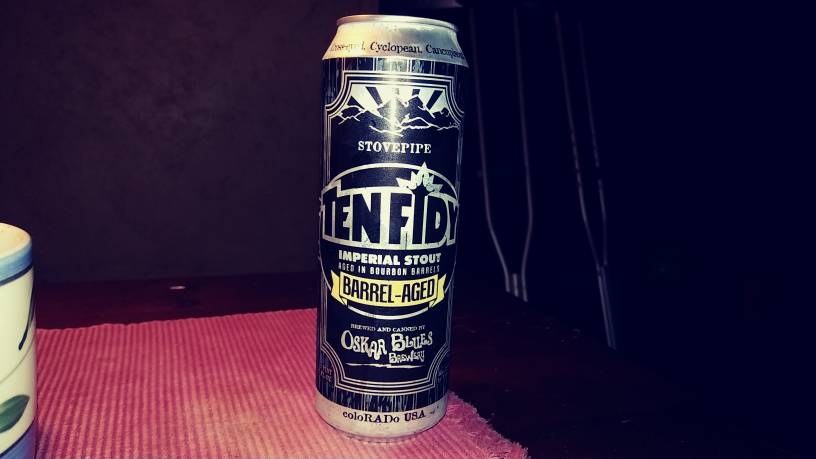 Cyclopean,
STOVEPIPE
TEN FIDY
IMPERIAL STOUT
AGED IN BOURBON BARRELS
BARREL-AGED
BREWED AND CANNED BY
OSKAR BLUES
BREWERY
coloRADo USA